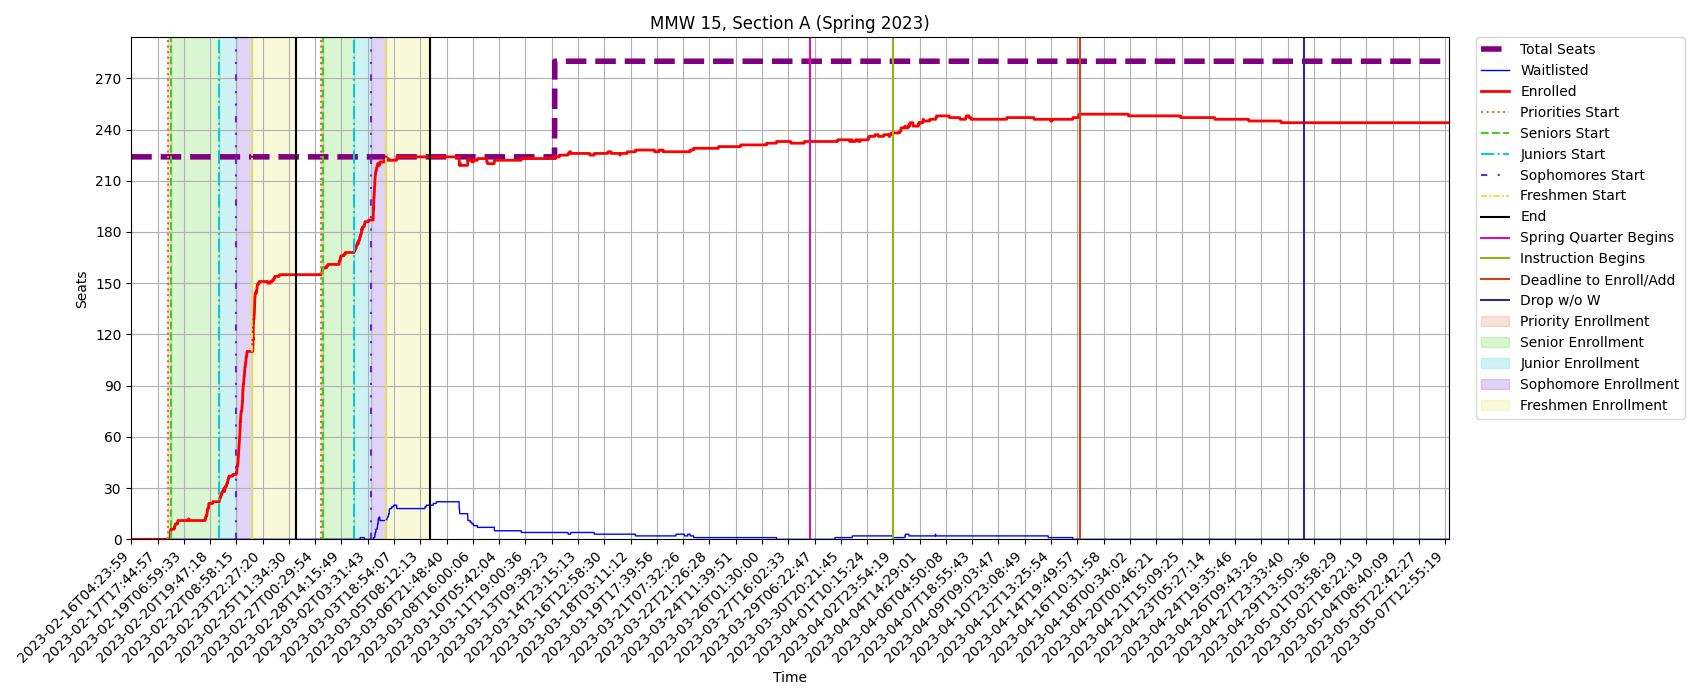 MMW 15, Section A (Spring 2023)
Seats
270
240
210
180
150
120
90
60
30
0
2023-02-16T04:23:59
2023-02-17T17:44:57
2023-02-19T06:59:33
2023-02-20T19:47:18
2023-02-22T08:58:15
2023-02-23T22:27:20
2023-02-25T11:34:30
2023-02-27T00:29:54
2023-02-28T14:15:49
2023-03-02T03:31:43
2023-03-03T18:54:07
2023-03-05T08:12:13
2023-03-06T21:48:40
2023-03-08T16:00:06
2023-03-10T05:42:04
2023-03-11T19:00:36
2023-03-13T09:39:23
2023-03-14T23:15:13
2023-03-16T12:58:30
2023-03-18T03:11:12
2023-03-19T17:39:56
2023-03-21T07:32:26
2023-03-22T21:26:28
2023-03-24T11:39:51
2023-03-26T01:30:00
2023-03-27T16:02:33
2023-03-29T06:22:47
2023-03-30T20:21:45
2023-04-01T10:15:24
2023-04-02T23:54:19
2023-04-04T14:29:01
2023-04-06T04:50:08
2023-04-07T18:55:43
2023-04-09T09:03:47
2023-04-10T23:08:49
2023-04-12T13:25:54
2023-04-14T19:49:57
2023-04-16T10:31:58
2023-04-18T00:34:02
2023-04-20T00:46:21
2023-04-21T15:09:25
2023-04-23T05:27:14
2023-04-24T19:35:46
2023-04-26T09:43:26
2023-04-27T23:33:40
2023-04-29T13:50:36
2023-05-01T03:58:29
2023-05-02T18:22:19
2023-05-04T08:40:09
2023-05-05T22:42:27
2023-05-07T12:55:19
Time
Total Seats
Waitlisted
Enrolled
Priorities Start
Seniors Start
Juniors Start
Sophomores Start
Freshmen Start
End
Spring Quarter Begins
Instruction Begins
Deadline to Enroll/Add
Drop w/o W
Priority Enrollment
Senior Enrollment
Junior Enrollment
Sophomore Enrollment
Freshmen Enrollment